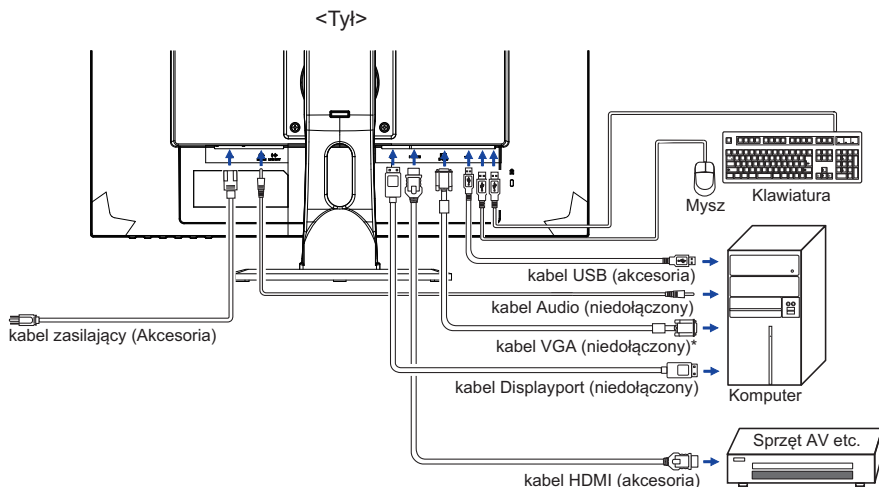 <Tył>
Mysz
Klawiatura
kabel USB (akcesoria)
kabel Audio (niedołączony)
kabel zasilający (Akcesoria)
kabel VGA (niedołączony)*
kabel Displayport (niedołączony)
Komputer
Sprzęt AV etc.
kabel HDMI (akcesoria)